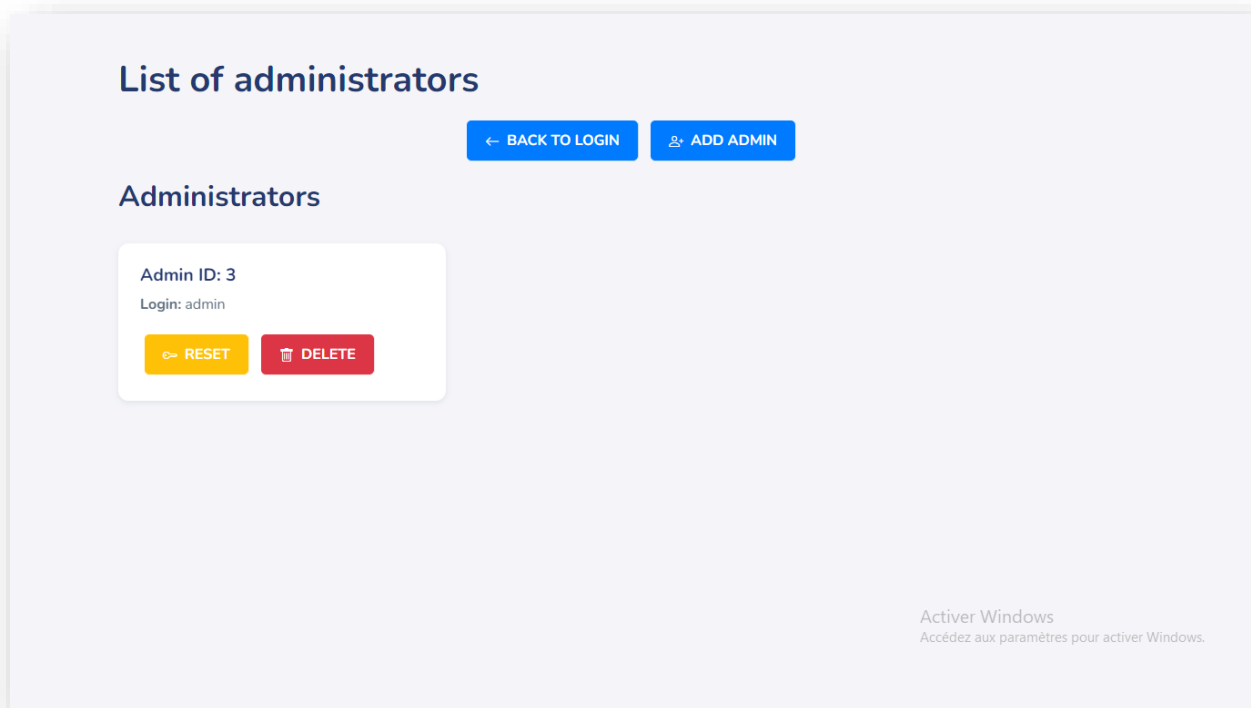 List of administrators
BACK TO LOGIN ADD ADMIN
Administrators
Admin ID: 3
Login: admin
RESET DELETE
Activer Windows
Accédez aux paramètres pour activer Windows.